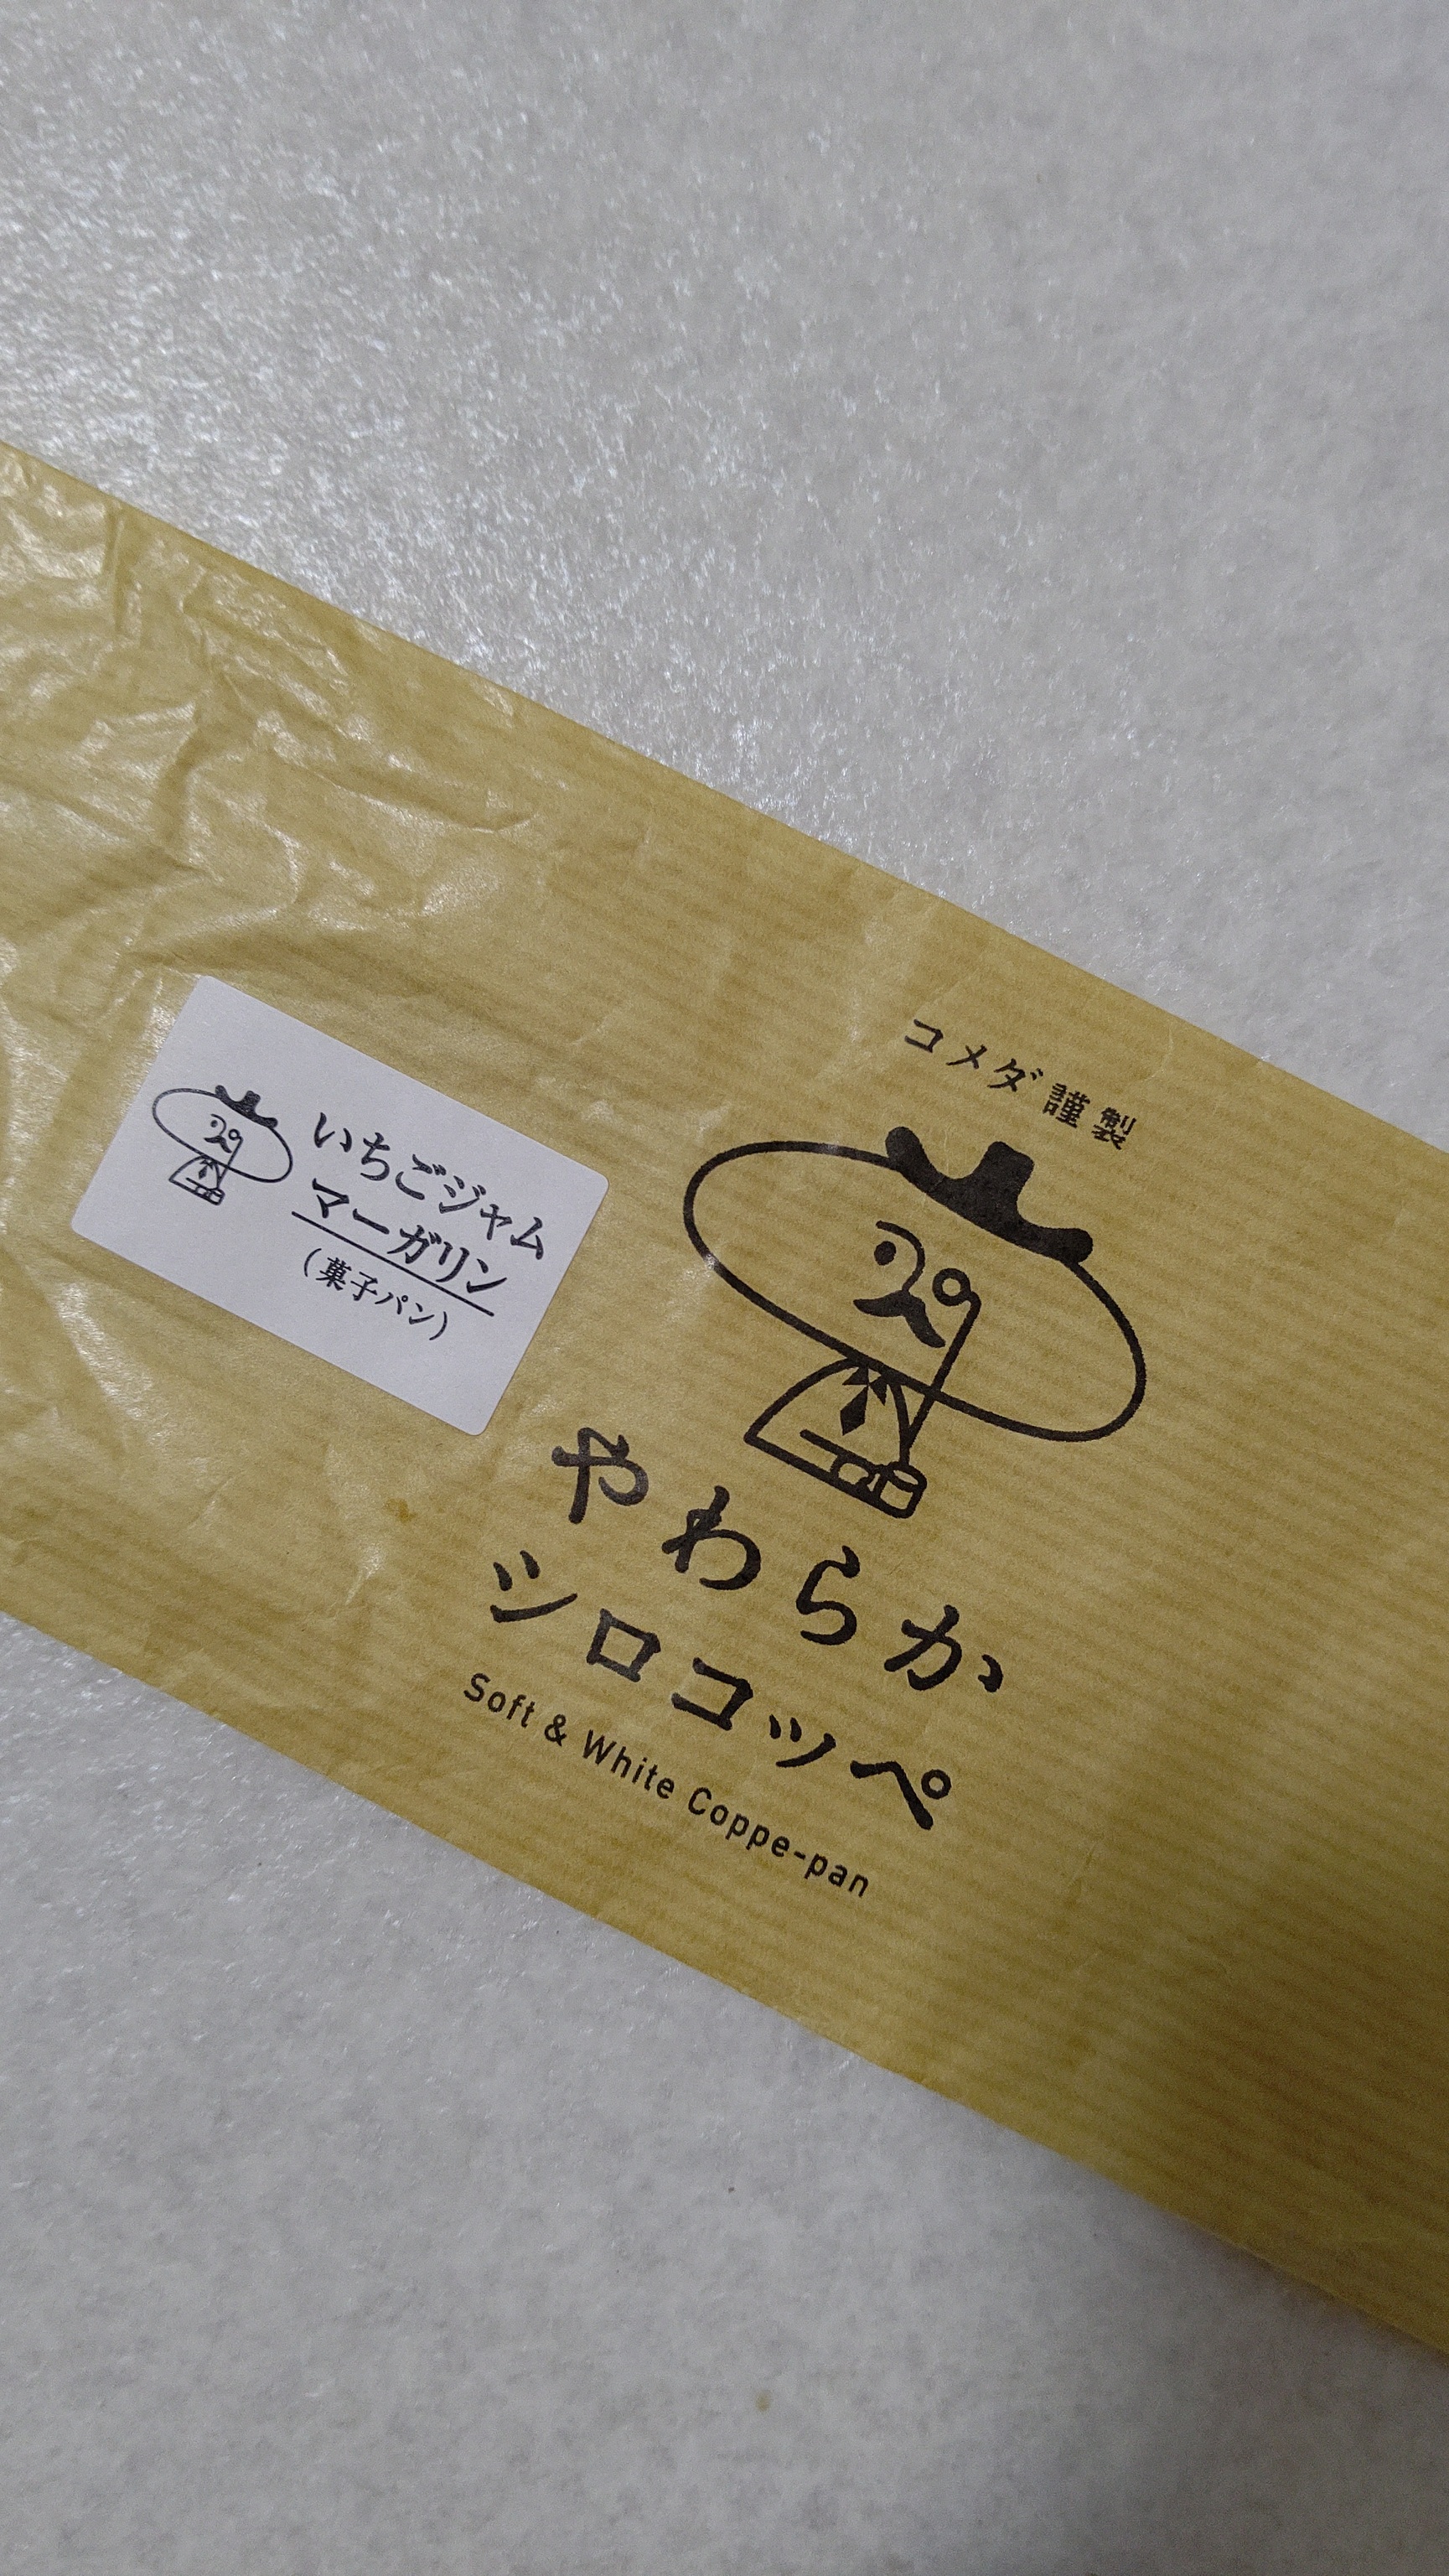 コメダ謹製
やわらか
シロコッペ
Soft & White Coppe-pan
いちごジャム
マーガリン
(菓子パン)